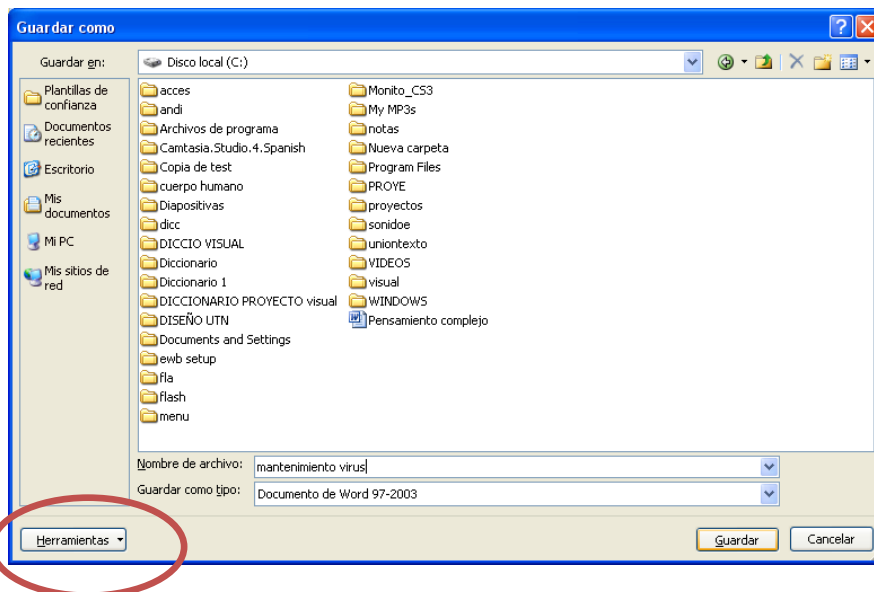 Guardar como
Guardar en:
Disco local (C:)
Plantillas de
confianza
Documentos
recientes
Escritorio
Mis
documentos
Mi PC
Mis sitios de
red
acces
andi
Archivos de programa
Camtasia.Studio.4.Spanish
Copia de test
cuerpo humano
Diapositivas
dicc
DICCIO VISUAL
Diccionario
Diccionario 1
DICCIONARIO PROYECTO visual
DISEÑO UTN
Documents and Settings
ewb setup
fla
flash
menu
Monito_CS3
My MP3s
notas
Nueva carpeta
Program Files
PROYE
proyectos
sonidoe
uniontexto
VIDEOS
visual
WINDOWS
Pensamiento complejo
Nombre de archivo:
mantenimiento virus
Guardar como tipo:
Documento de Word 97-2003
Herramientas
Guardar
Cancelar